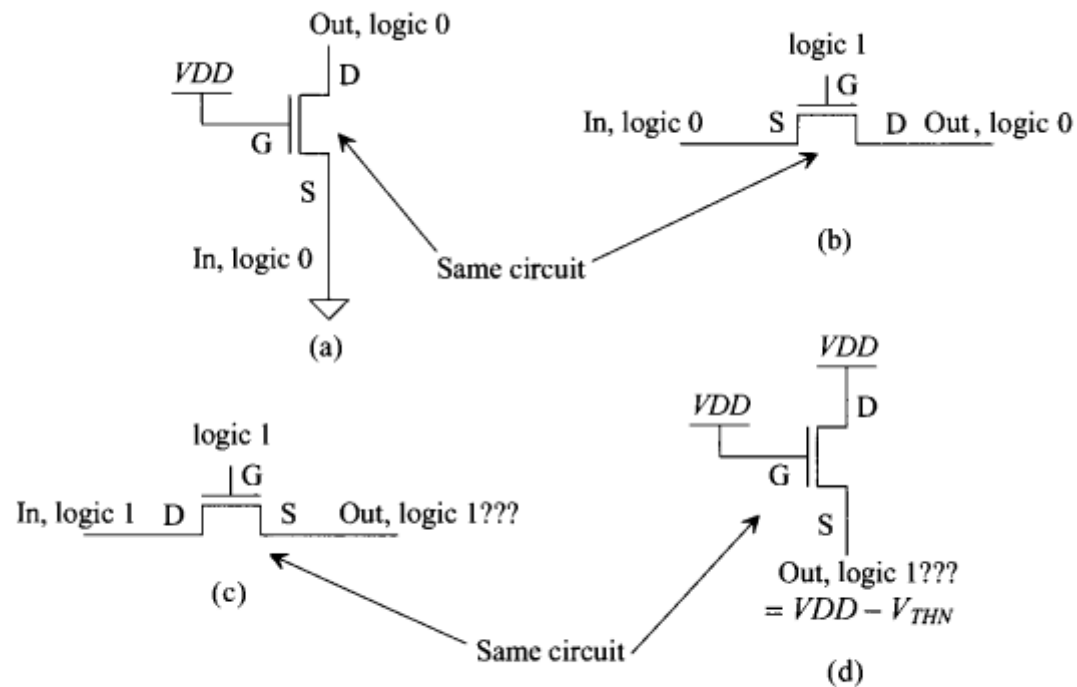 Out, logic 0
VDD
D
G
S
In, logic 0
(a)
logic 1
G
In, logic 0
S
D
Out, logic 0
(b)
Same circuit
logic 1
G
In, logic 1
D
S
Out, logic 1???
(c)
VDD
D
VDD
G
S
Out, logic 1???
= VDD – V_THN
(d)
Same circuit